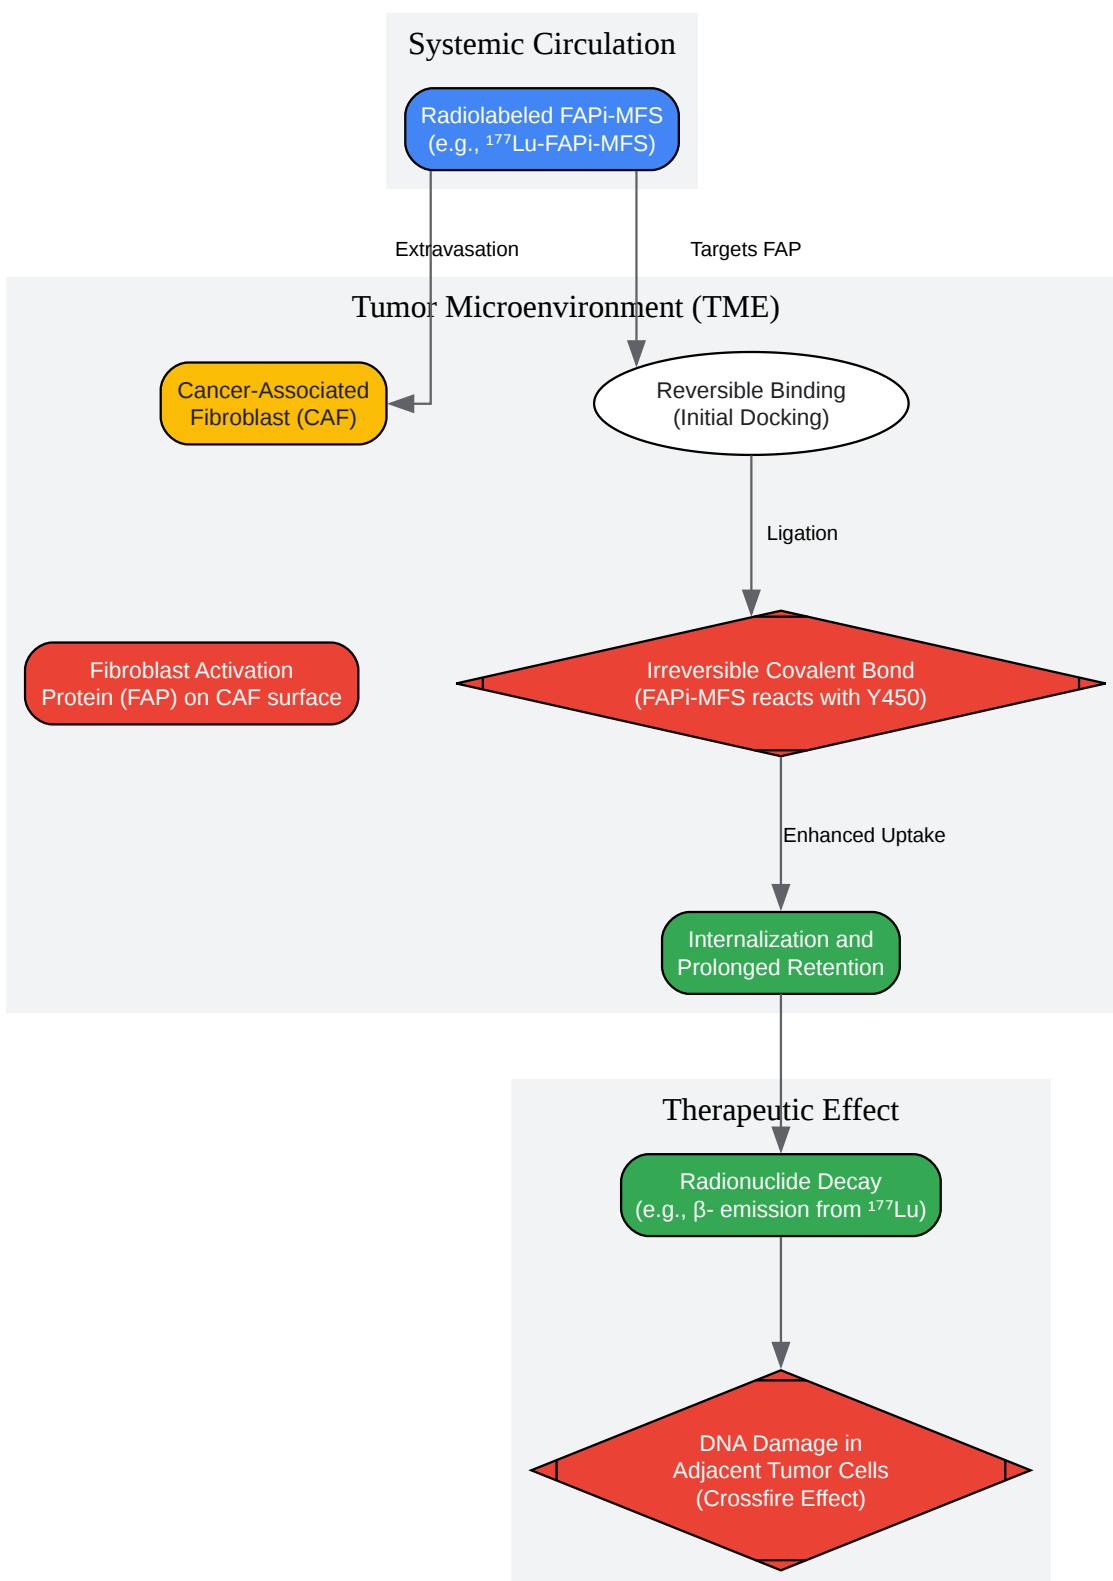 Systemic Circulation
Radiolabeled FAPi-MFS
(e.g., ¹⁷⁷Lu-FAPi-MFS)
Extravasation
Targets FAP
Tumor Microenvironment (TME)
Cancer-Associated
Fibroblast (CAF)
Reversible Binding
(Initial Docking)
Ligation
Fibroblast Activation
Protein (FAP) on CAF surface
Irreversible Covalent Bond
(FAPi-MFS reacts with Y450)
Enhanced Uptake
Internalization and
Prolonged Retention
Therapeutic Effect
Radionuclide Decay
(e.g., β- emission from ¹⁷⁷Lu)
DNA Damage in
Adjacent Tumor Cells
(Crossfire Effect)